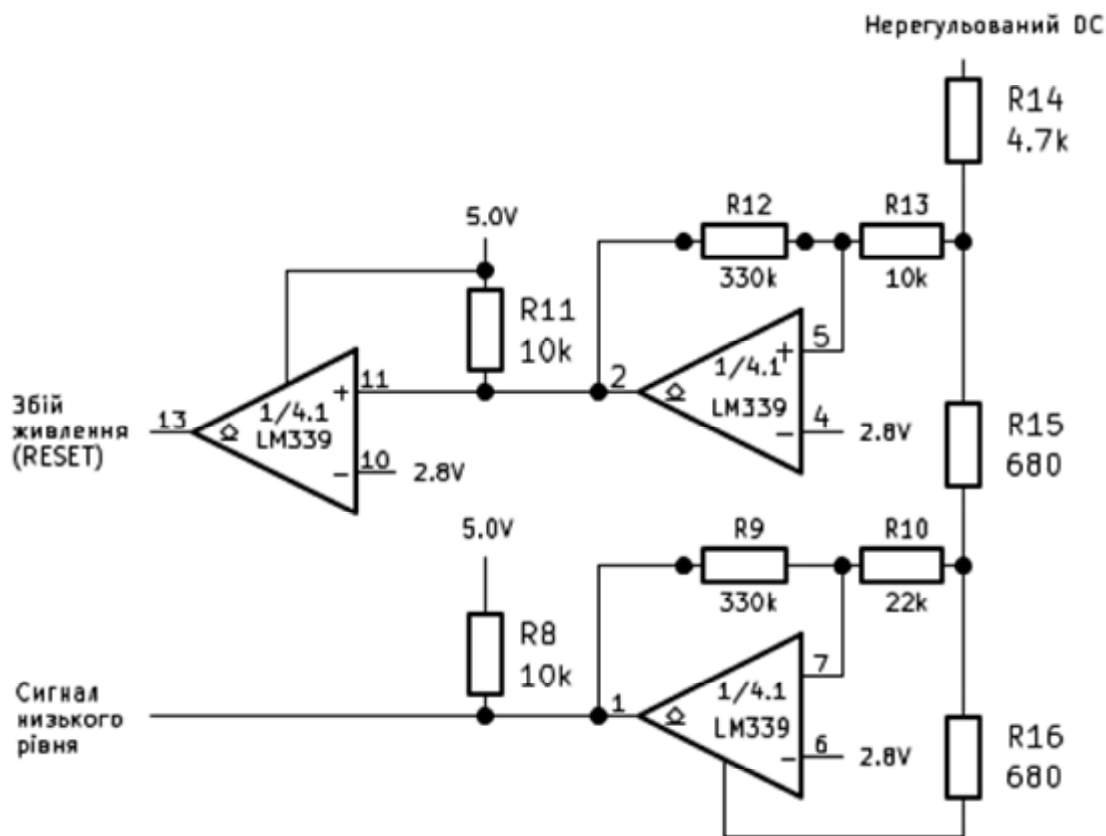 Нерегульований DC
R14
4.7k
R12
R13
5.0V
330k
10k
R11
10k
5
+
1/4.1
LM339
2
4
−
2.8V
11
+
1/4.1
LM339
13
10
−
2.8V
Збій
живлення
(RESET)
R15
680
5.0V
R9
R10
330k
22k
R8
10k
7
1/4.1
LM339
1
6
−
2.8V
Сигнал
низького
рівня
R16
680